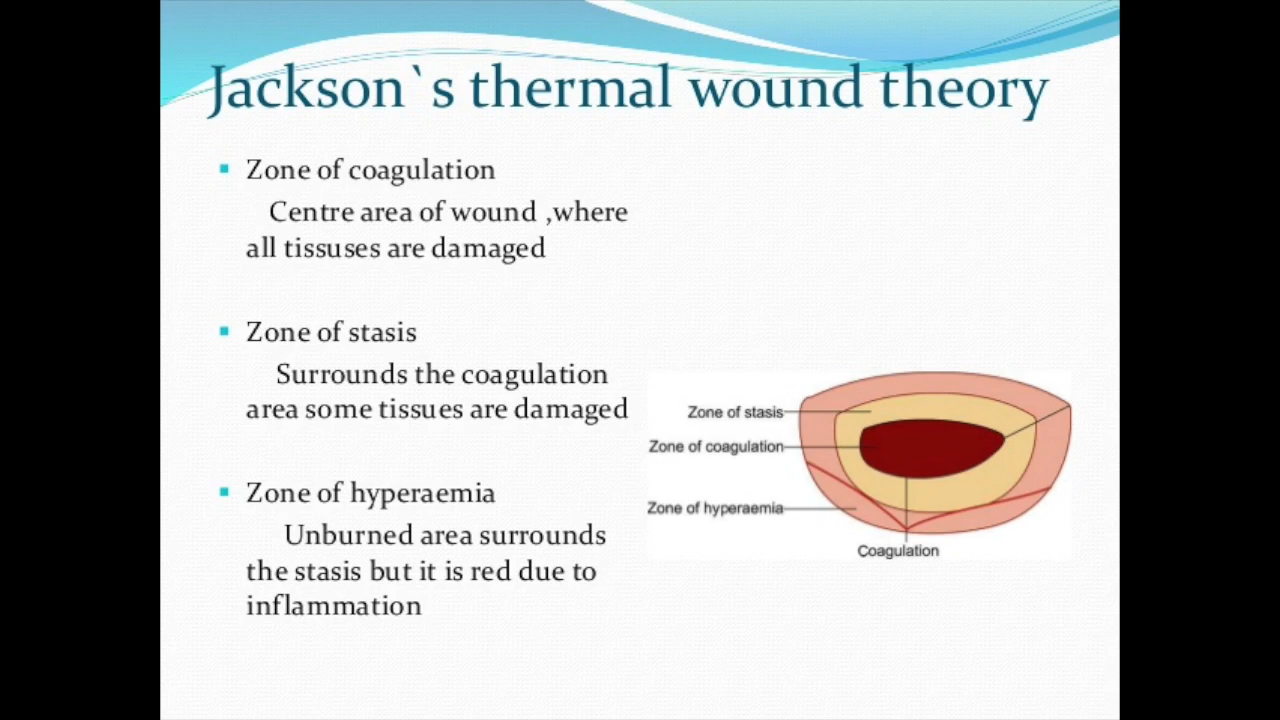 Jackson`s thermal wound theory
Zone of coagulation
Centre area of wound ,where
all tissuses are damaged
Zone of stasis
Surrounds the coagulation
area some tissues are damaged
Zone of hyperaemia
Unburned area surrounds
the stasis but it is red due to
inflammation
Zone of stasis
Zone of coagulation
Zone of hyperaemia
Coagulation